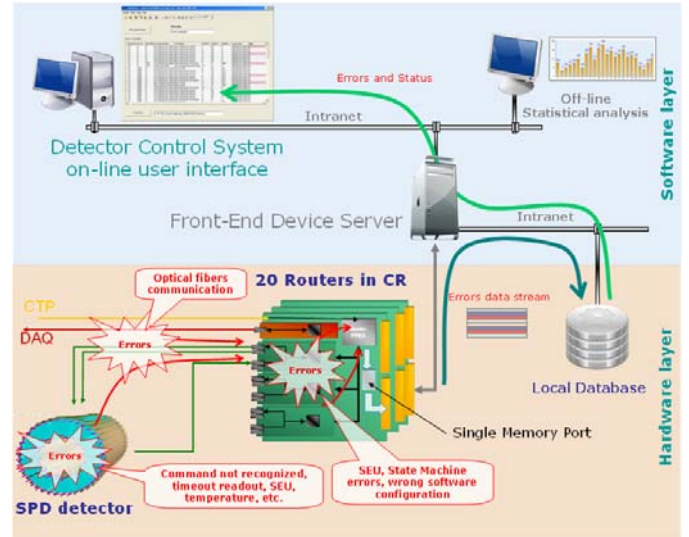 Errors and Status
Off-line
Statistical analysis
Intranet
Detector Control System
on-line user interface
Software layer
Front-End Device Server
Intranet
Optical fibers
communication
20 Routers in CR
CTP
DAQ
Errors
Errors
Errors data stream
Local Database
Hardware layer
Single Memory Port
Errors
Command not recognized,
timeout readout, SEU,
temperature, etc.
SEU, State Machine
errors, wrong software
configuration
SPD detector